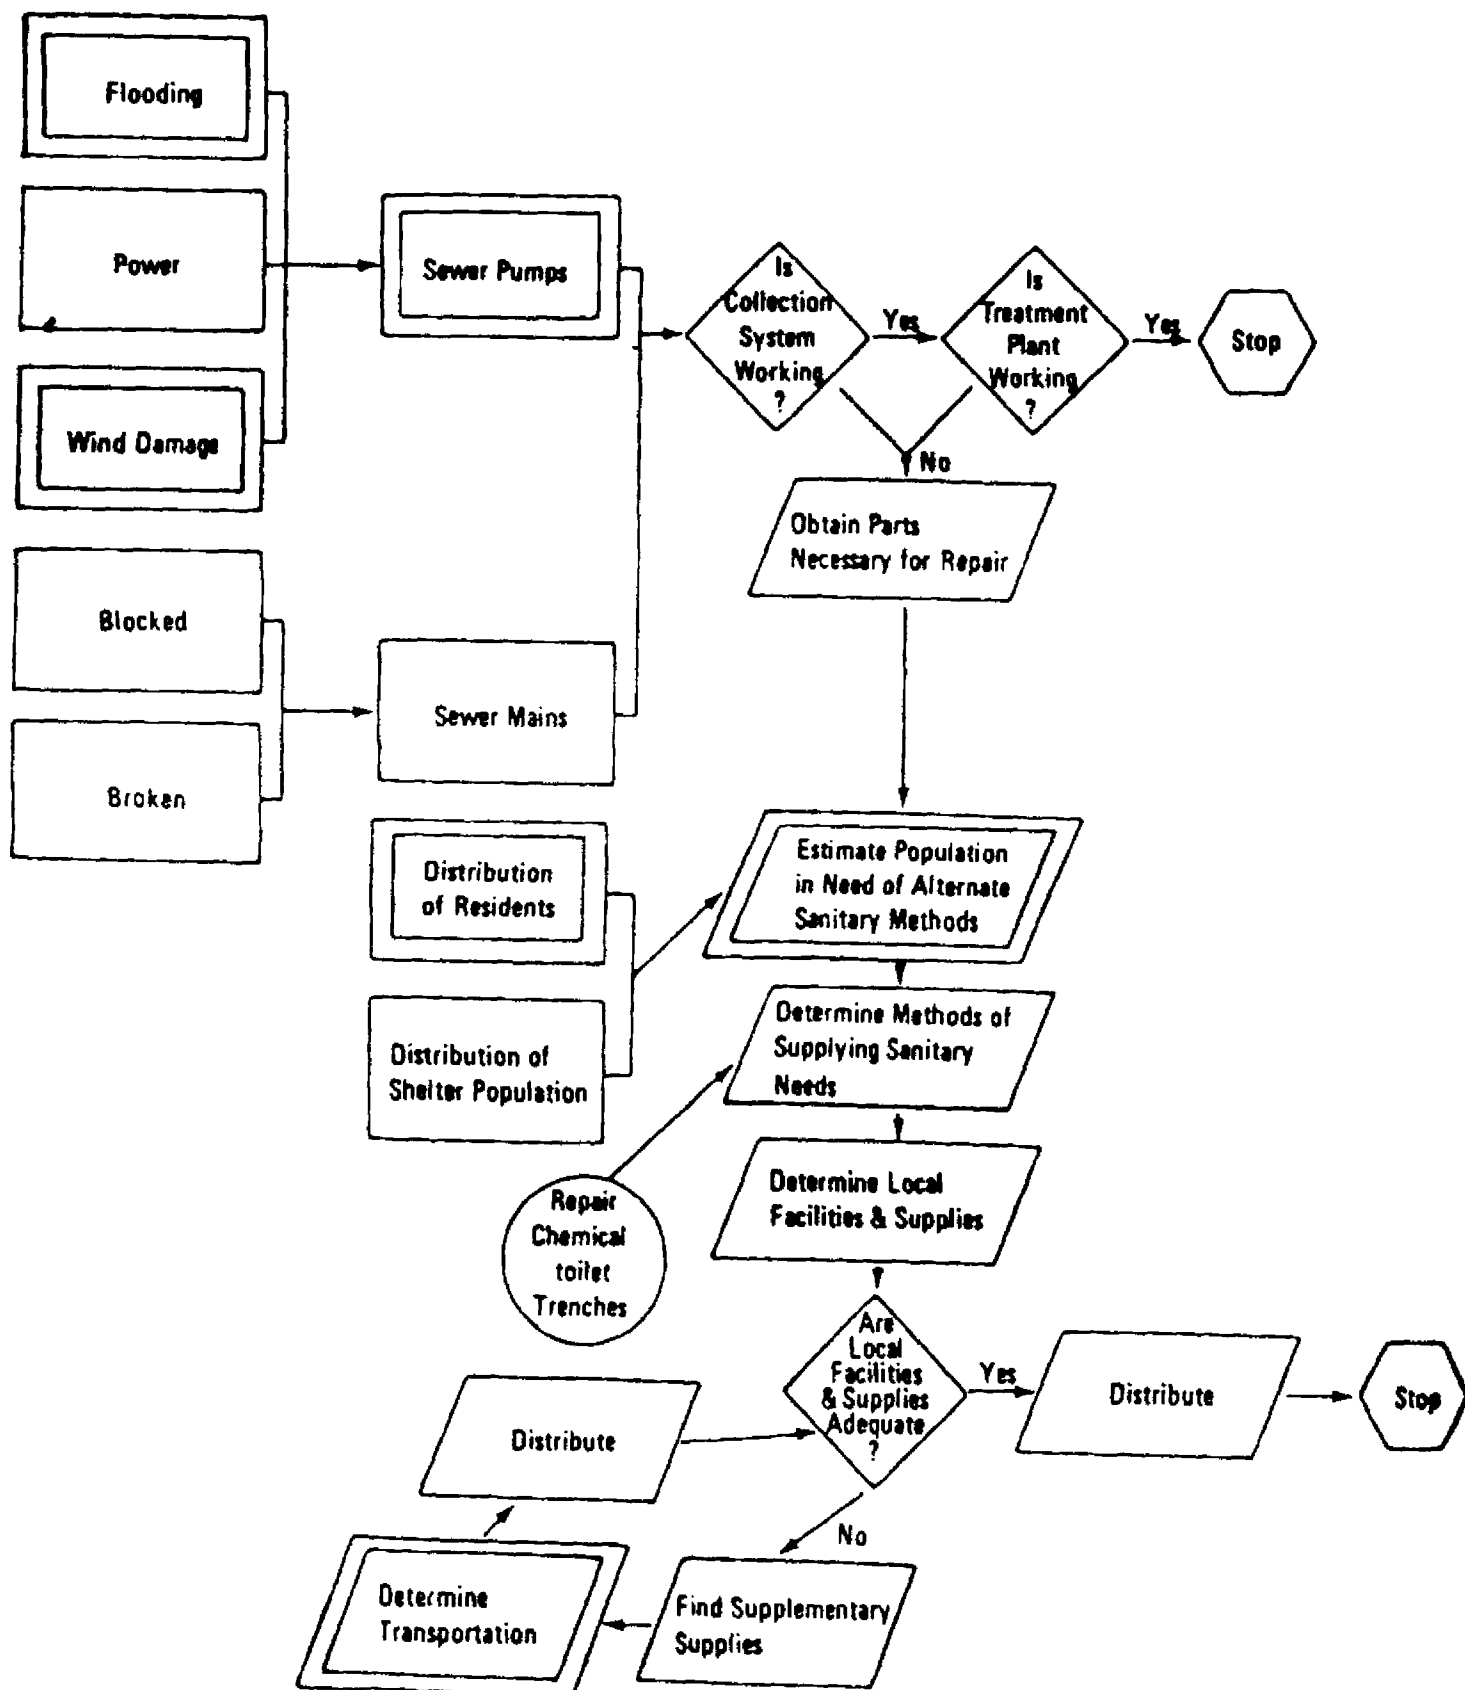 Flooding
Power
Wind Damage
Blocked
Broken
Sewer Pumps
Sewer Mains
Is
Collection
System
Working
?
Yes
Is
Treatment
Plant
Working
?
Yes
Stop
No
Obtain Parts
Necessary for Repair
Distribution
of Residents
Distribution of
Shelter Population
Estimate Population
in Need of Alternate
Sanitary Methods
Determine Methods of
Supplying Sanitary
Needs
Repair
Chemical
toilet
Trenches
Determine Local
Facilities & Supplies
Are
Local
Facilities
& Supplies
Adequate
?
Yes
Distribute
Stop
No
Find Supplementary
Supplies
Determine
Transportation
Distribute